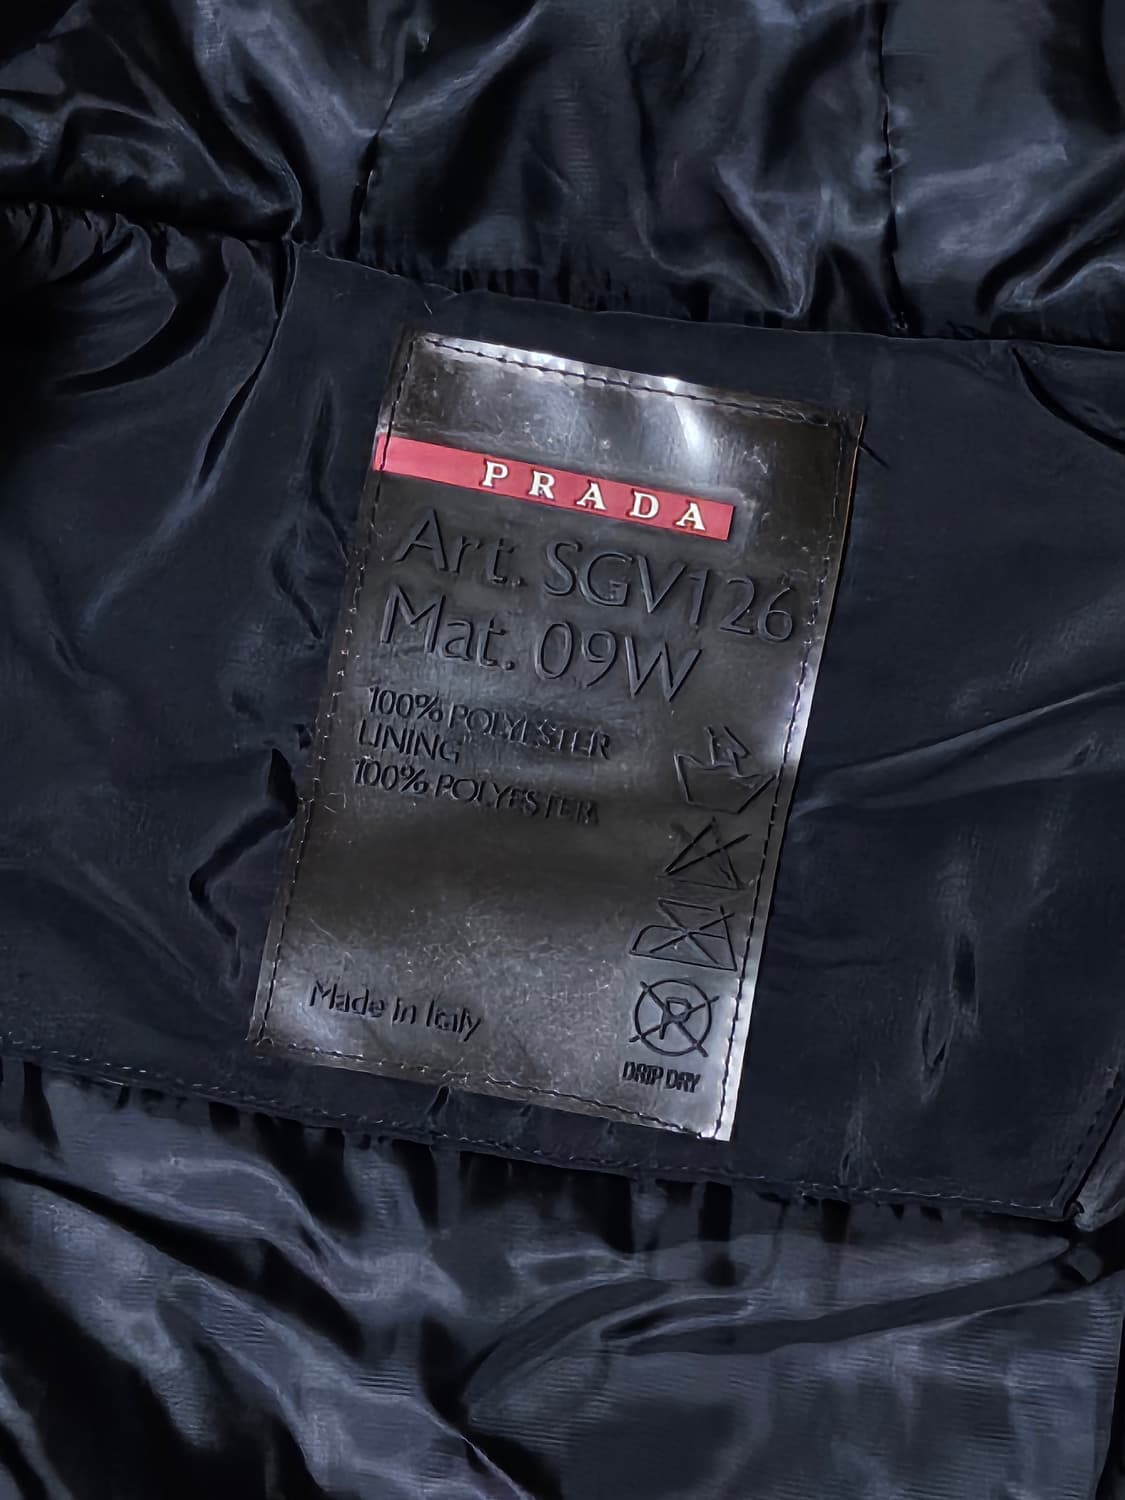 PRADA
Art. SGV126
Mat. 09W
100% POLYESTER
LINING
100% POLYESTER
Made in Italy
R
DRIP DRY